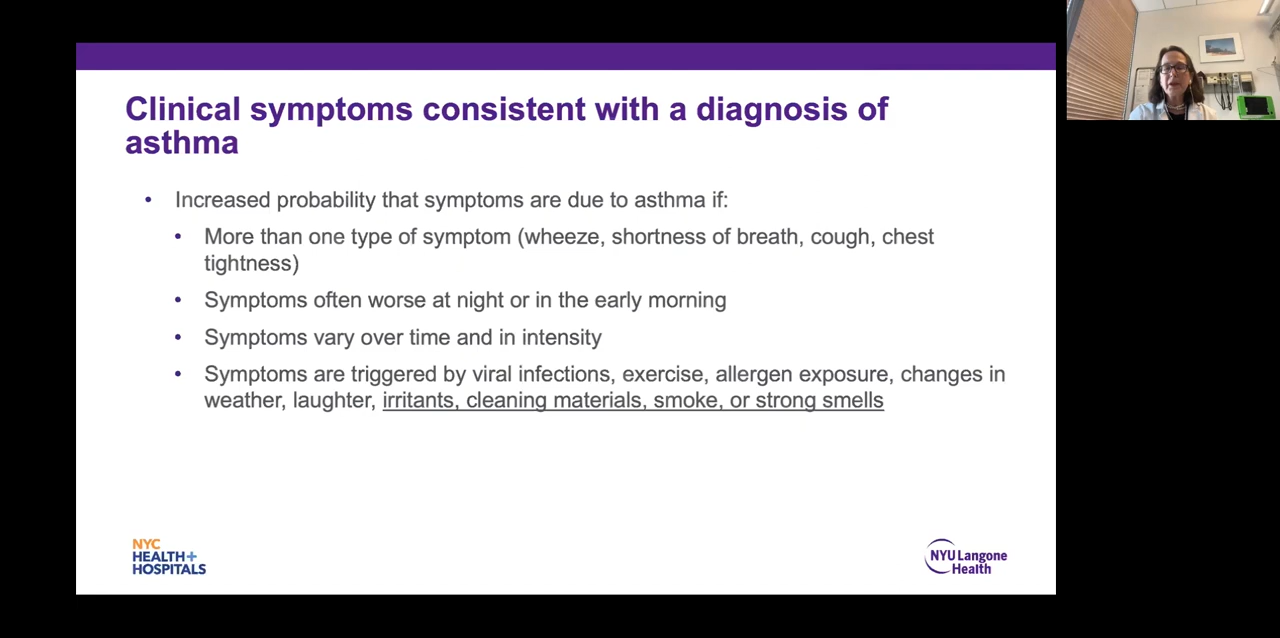 Clinical symptoms consistent with a diagnosis of
asthma
• Increased probability that symptoms are due to asthma if:
• More than one type of symptom (wheeze, shortness of breath, cough, chest
tightness)
• Symptoms often worse at night or in the early morning
• Symptoms vary over time and in intensity
• Symptoms are triggered by viral infections, exercise, allergen exposure, changes in
weather, laughter, irritants, cleaning materials, smoke, or strong smells
NYC
HEALTH+
HOSPITALS
NYU Langone
Health